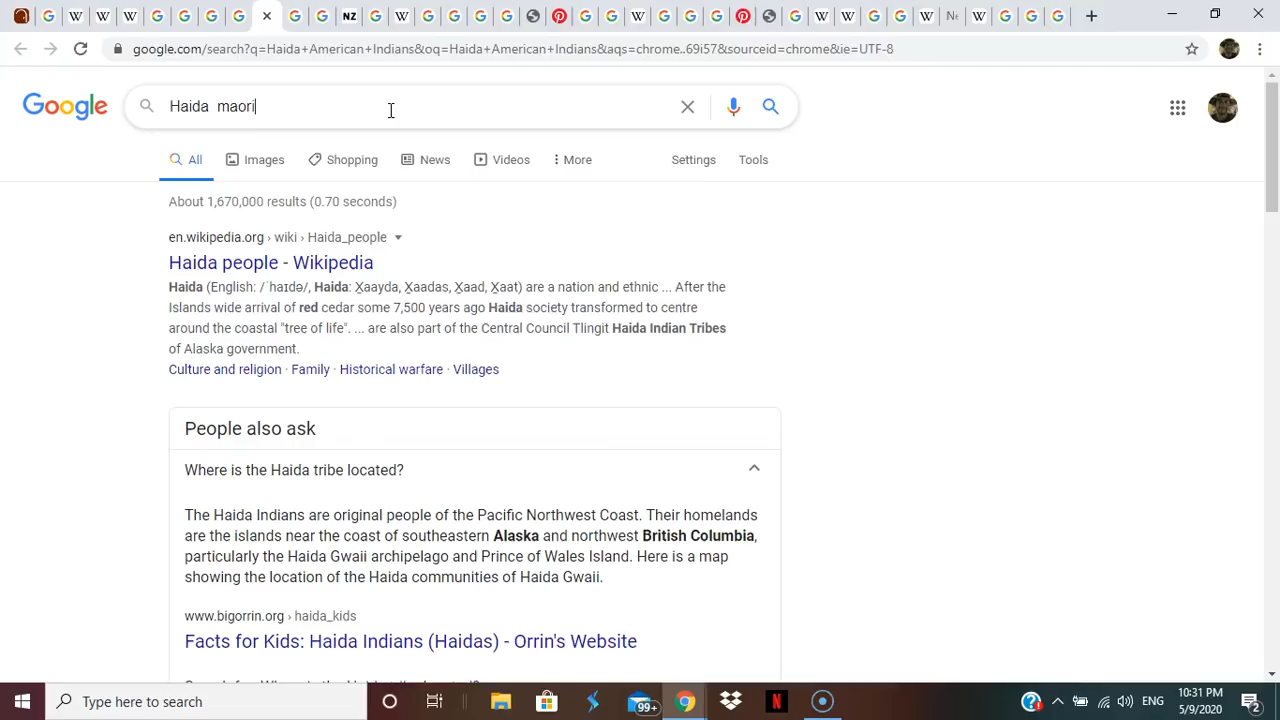 google.com/search?q=Haida+American+Indians&oq=Haida+American+Indians&aqs=chrome..69i57&sourceid=chrome&ie=UTF-8
Google
Haida  maori
All
Images
Shopping
News
Videos
More
Settings
Tools
About 1,670,000 results (0.70 seconds)
en.wikipedia.org › wiki › Haida_people
Haida people - Wikipedia
Haida (English: /ˈhaɪdə/, Haida: X̱aayda, X̱aadas, X̱aad, X̱aat) are a nation and ethnic ... After the
Islands wide arrival of red cedar some 7,500 years ago Haida society transformed to centre
around the coastal "tree of life". ... are also part of the Central Council Tlingit Haida Indian Tribes
of Alaska government.
Culture and religion · Family · Historical warfare · Villages
People also ask
Where is the Haida tribe located?
The Haida Indians are original people of the Pacific Northwest Coast. Their homelands
are the islands near the coast of southeastern Alaska and northwest British Columbia,
particularly the Haida Gwaii archipelago and Prince of Wales Island. Here is a map
showing the location of the Haida communities of Haida Gwaii.
www.bigorrin.org › haida_kids
Facts for Kids: Haida Indians (Haidas) - Orrin's Website
Type here to search
99+
ENG
10:31 PM
5/9/2020
2